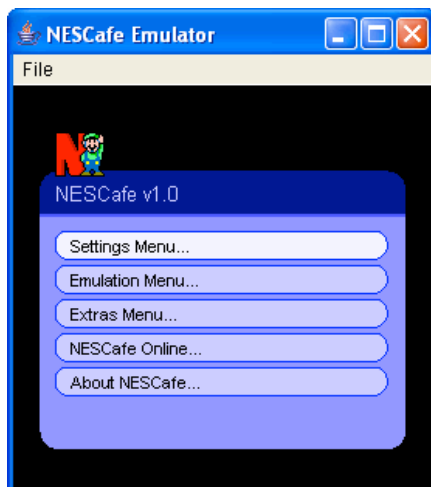 NESCafe Emulator
File
N
NESCafe v1.0
Settings Menu...
Emulation Menu...
Extras Menu...
NESCafe Online...
About NESCafe...